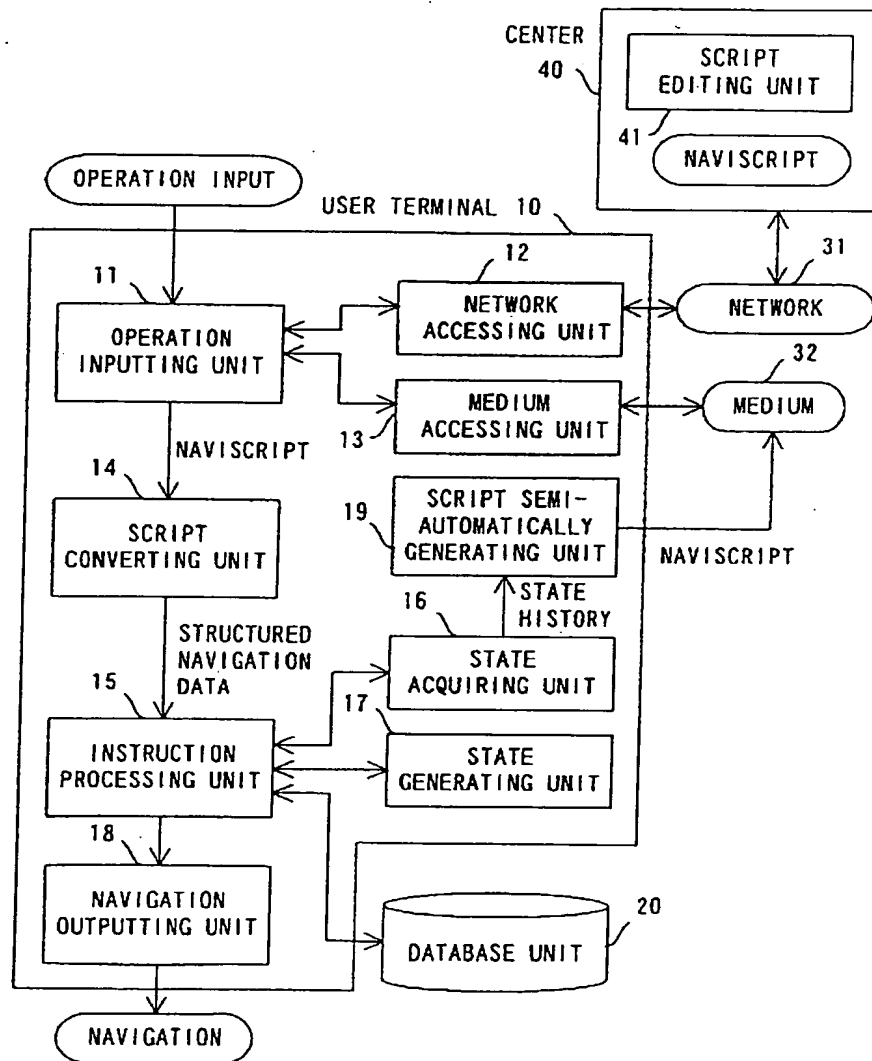 CENTER
40
SCRIPT
EDITING UNIT
41
NAVISCRIPT
OPERATION INPUT
USER TERMINAL 10
11
OPERATION
INPUTTING UNIT
12
NETWORK
ACCESSING UNIT
31
NETWORK
32
MEDIUM
13
MEDIUM
ACCESSING UNIT
NAVISCRIPT
14
SCRIPT
CONVERTING UNIT
19
SCRIPT SEMI-
AUTOMATICALLY
GENERATING UNIT
NAVISCRIPT
STATE
HISTORY
16
STATE
ACQUIRING UNIT
STRUCTURED
NAVIGATION
DATA
15
INSTRUCTION
PROCESSING UNIT
17
STATE
GENERATING UNIT
18
NAVIGATION
OUTPUTTING UNIT
20
DATABASE UNIT
NAVIGATION